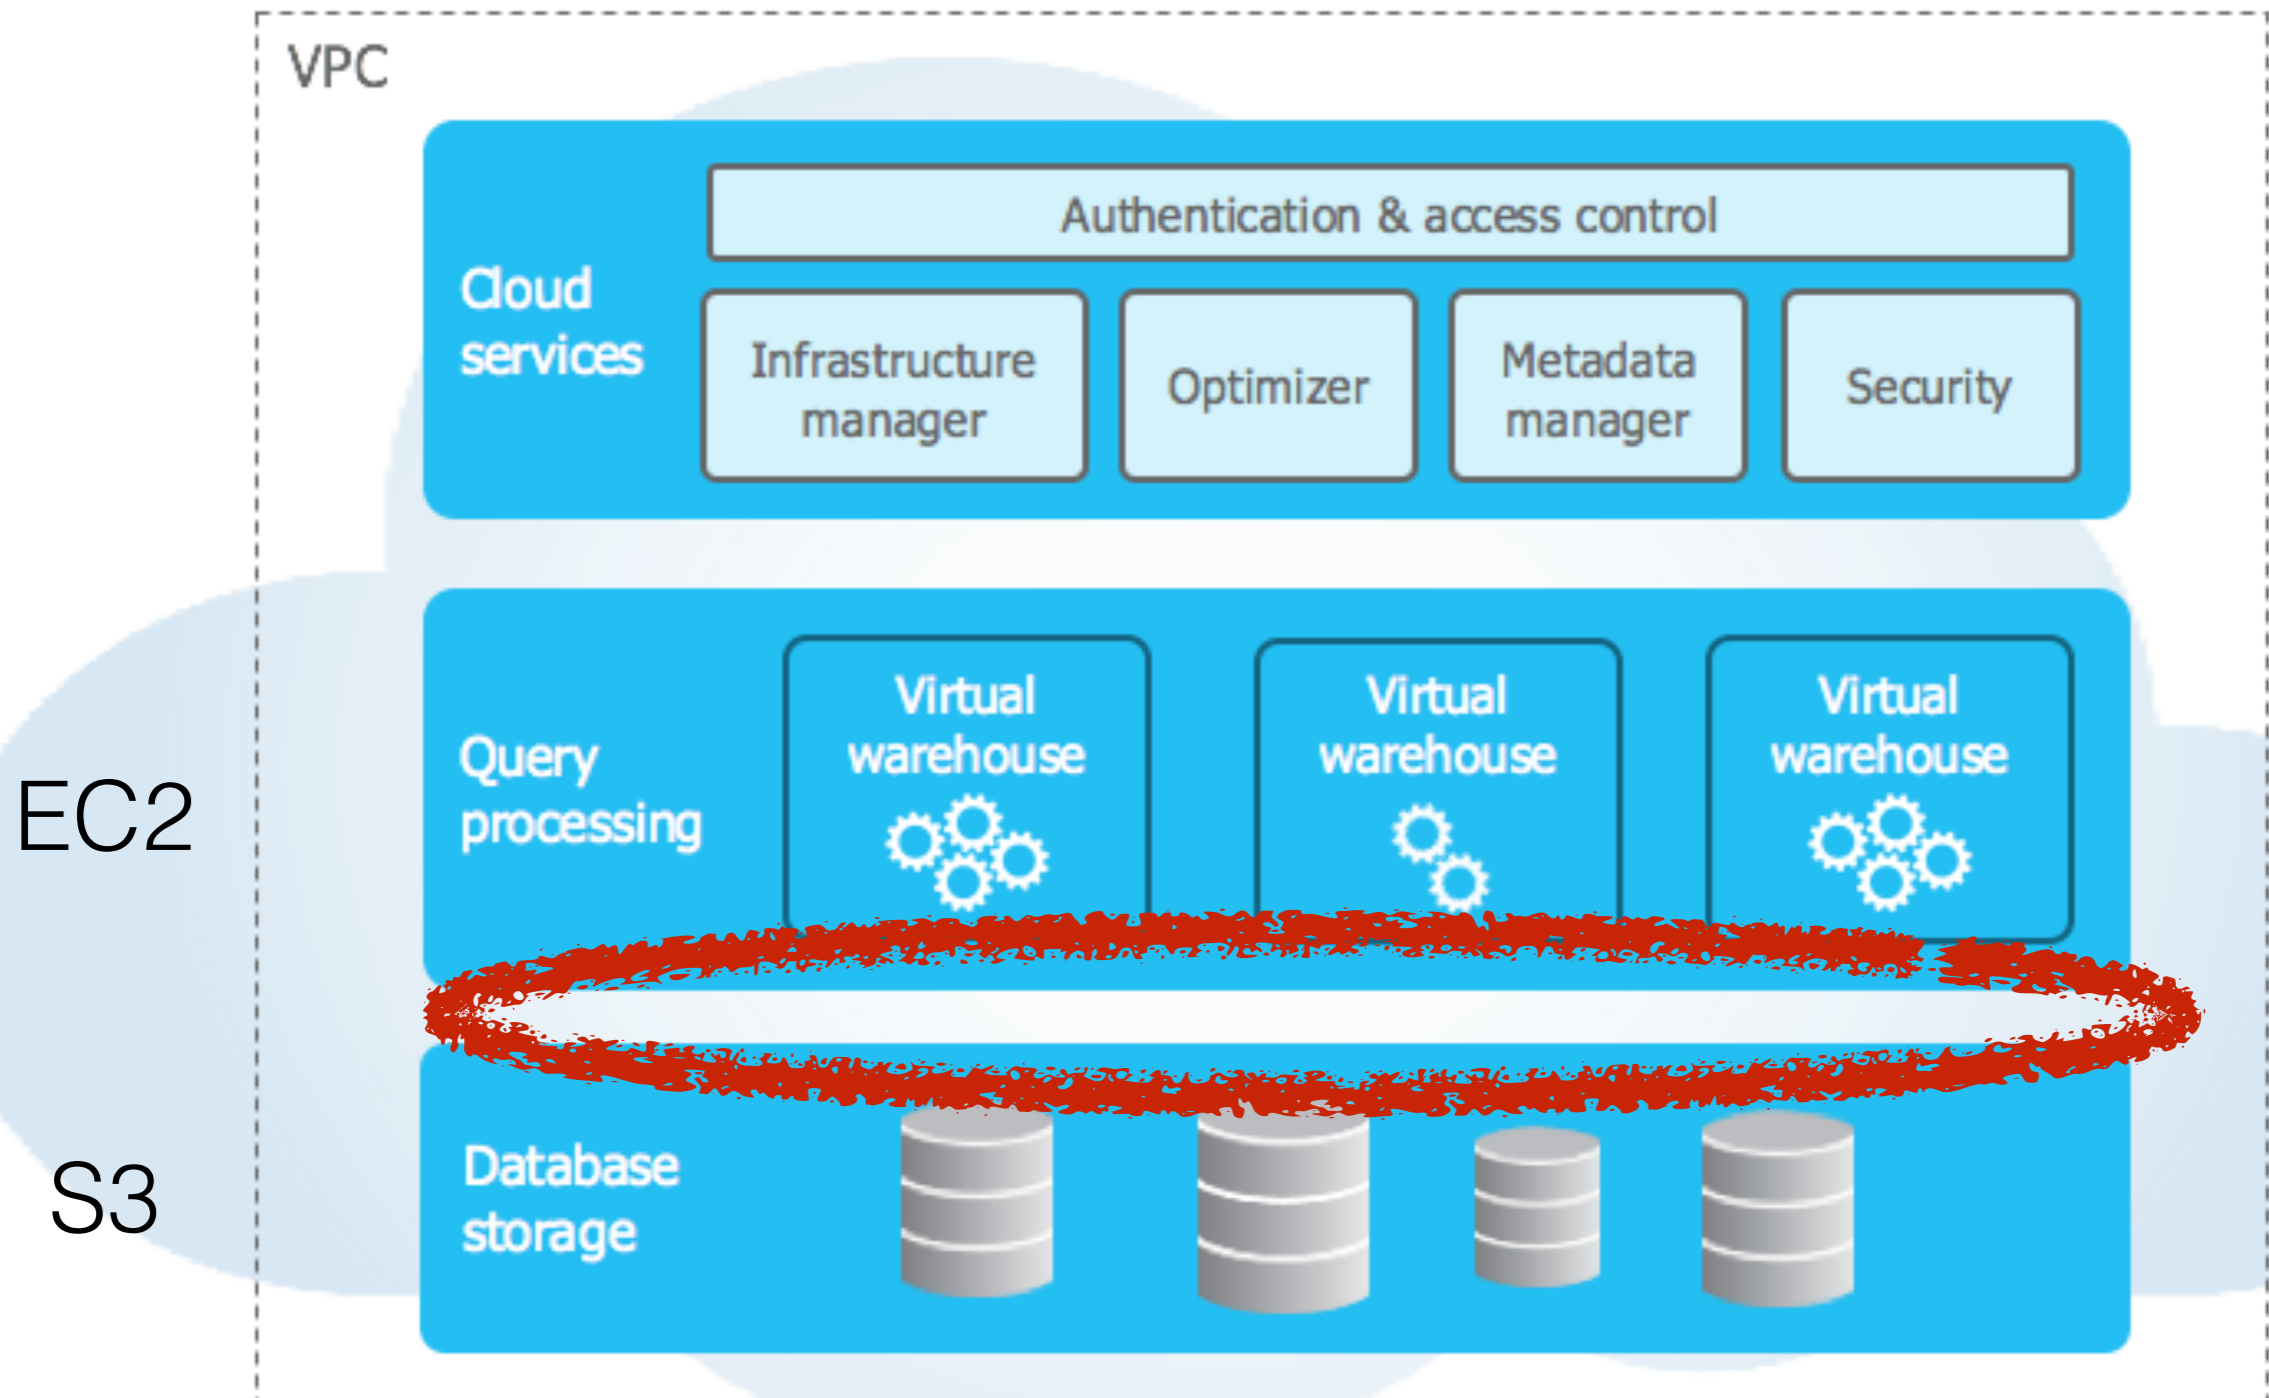 VPC
Authentication & access control
Cloud
services
Infrastructure
manager
Optimizer
Metadata
manager
Security
Query
processing
Virtual
warehouse
Virtual
warehouse
Virtual
warehouse
EC2
Database
storage
S3